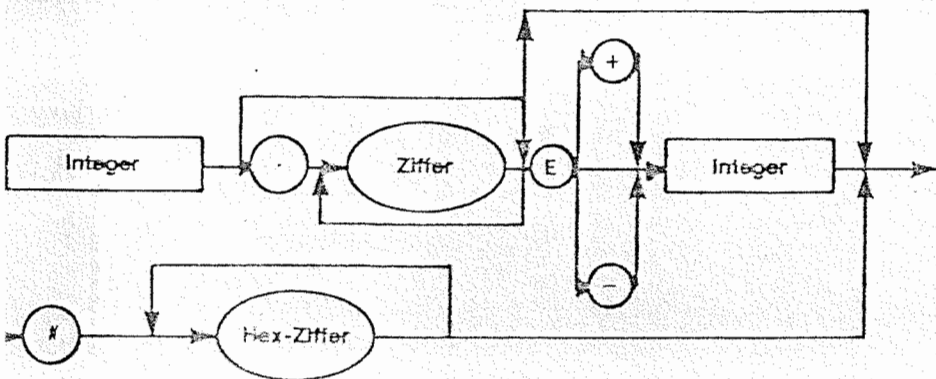 +
Integer . Ziffer E Integer
−
# Hex-Ziffer